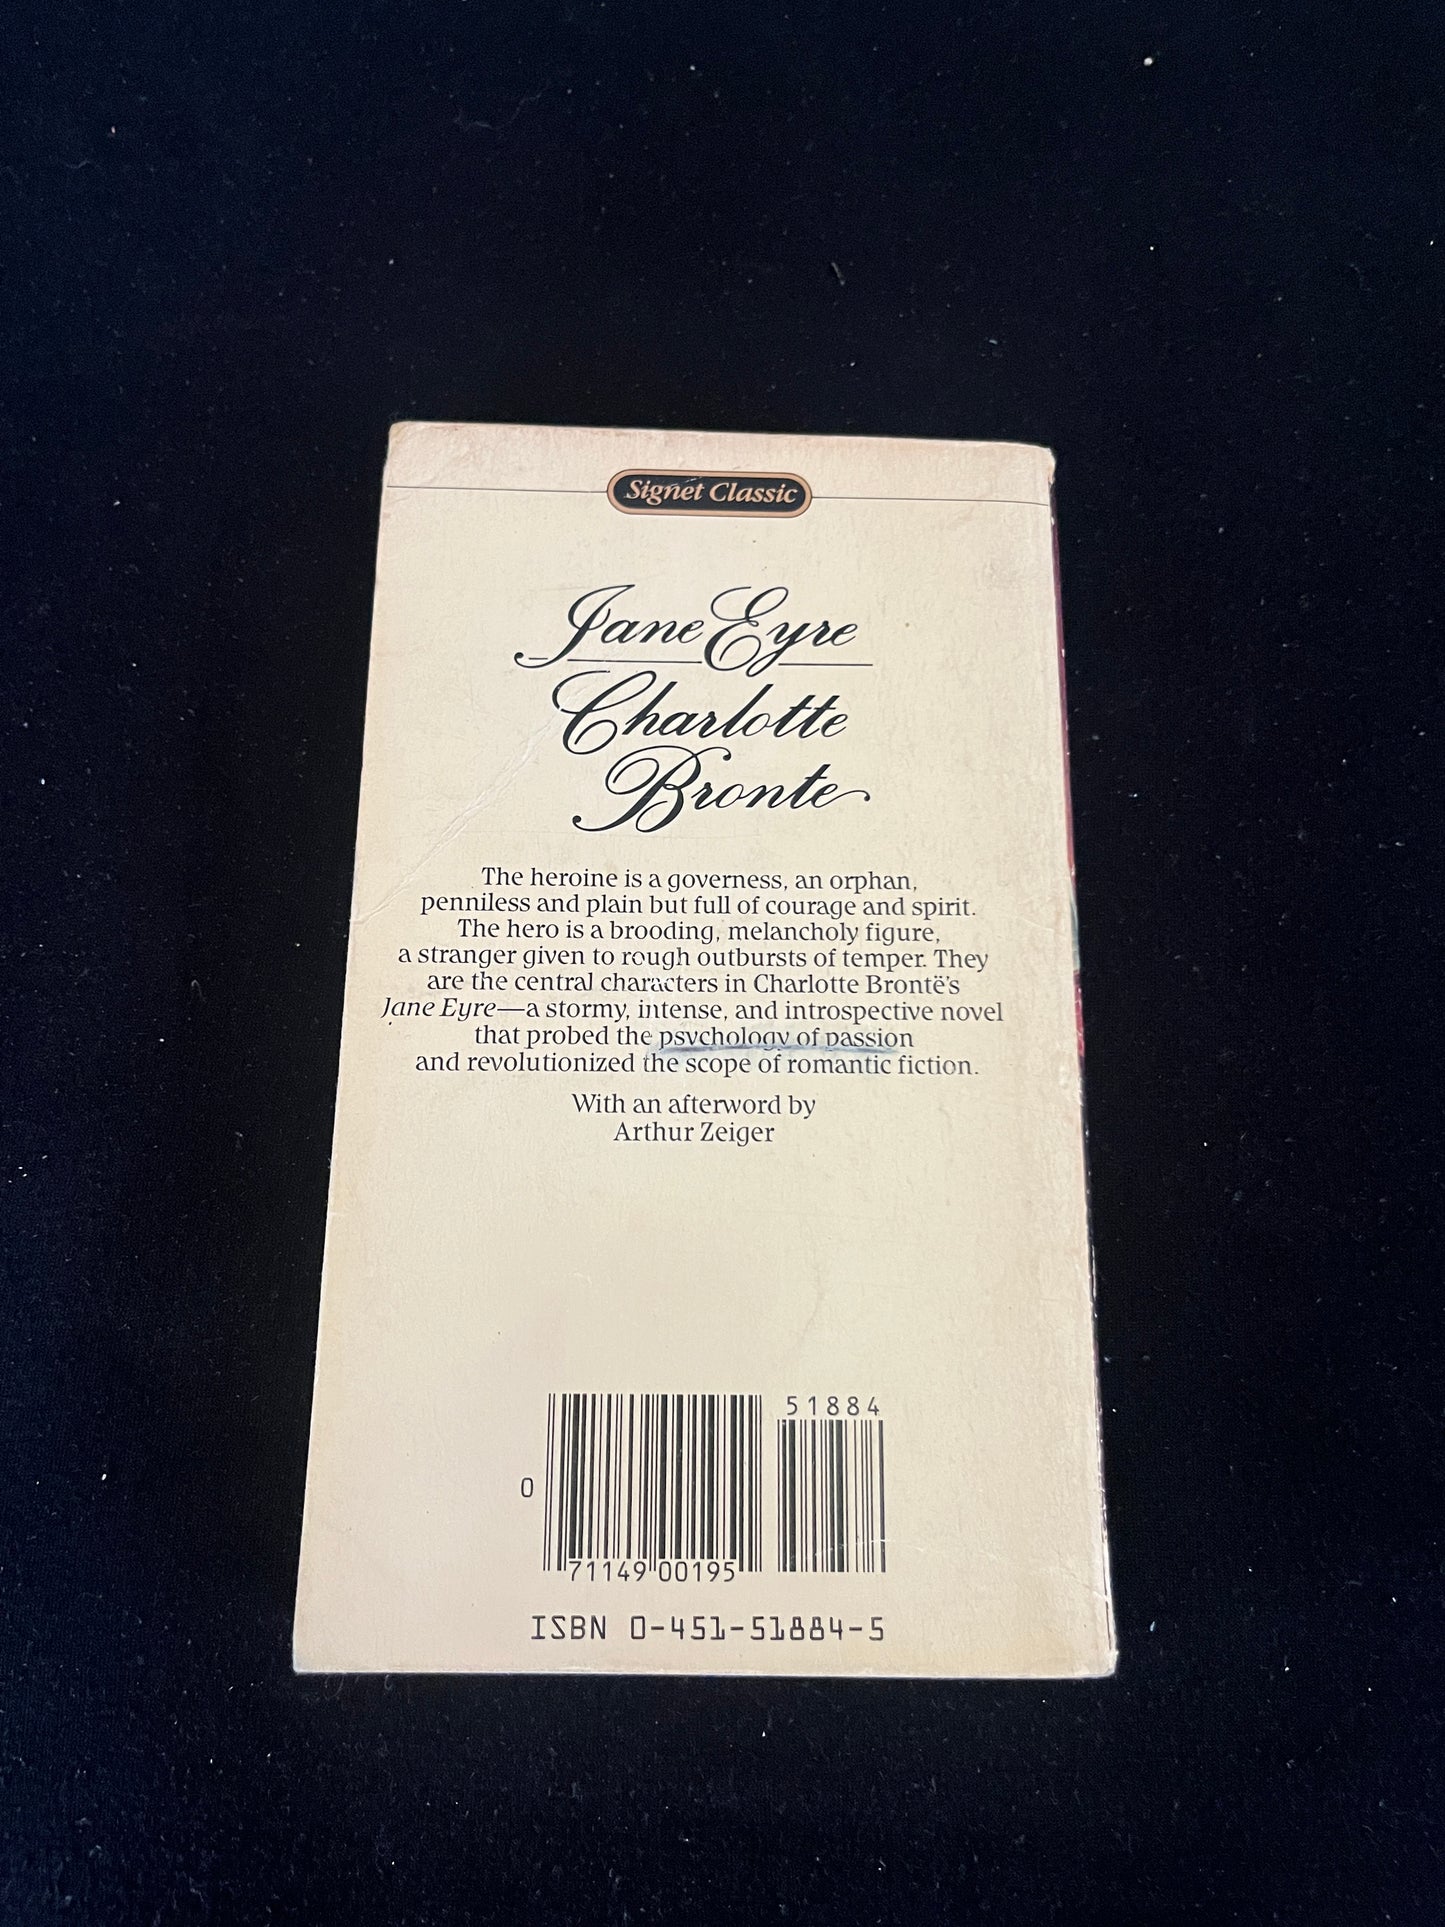 Signet Classic
Jane Eyre
Charlotte
Bronte
The heroine is a governess, an orphan,
penniless and plain but full of courage and spirit.
The hero is a brooding, melancholy figure,
a stranger given to rough outbursts of temper. They
are the central characters in Charlotte Brontë's
Jane Eyre—a stormy, intense, and introspective novel
that probed the psychology of passion
and revolutionized the scope of romantic fiction.
With an afterword by
Arthur Zeiger
51884
0
71149 00195
ISBN 0-451-51884-5